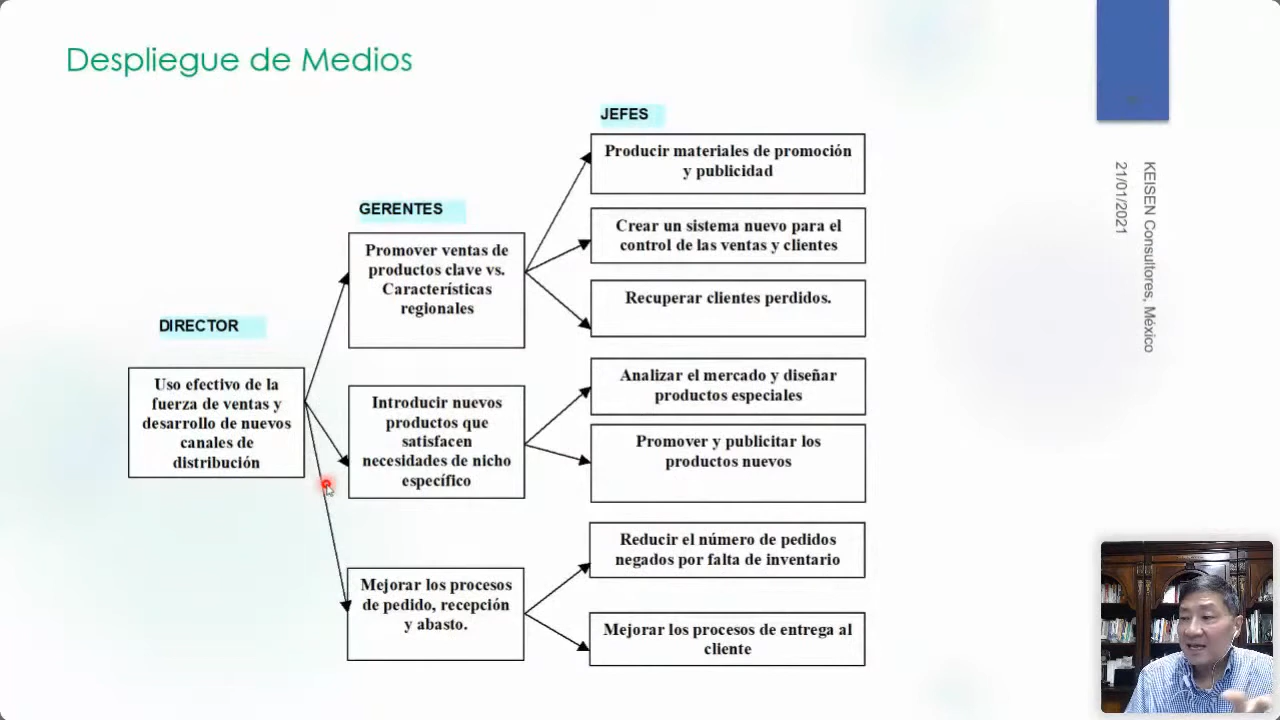 Despliegue de Medios
DIRECTOR
Uso efectivo de la
fuerza de ventas y
desarrollo de nuevos
canales de
distribución
GERENTES
Promover ventas de
productos clave vs.
Características
regionales
Introducir nuevos
productos que
satisfacen
necesidades de nicho
específico
Mejorar los procesos
de pedido, recepción
y abasto.
JEFES
Producir materiales de promoción
y publicidad
Crear un sistema nuevo para el
control de las ventas y clientes
Recuperar clientes perdidos.
Analizar el mercado y diseñar
productos especiales
Promover y publicitar los
productos nuevos
Reducir el número de pedidos
negados por falta de inventario
Mejorar los procesos de entrega al
cliente
KEISEN Consultores, México
21/01/2021